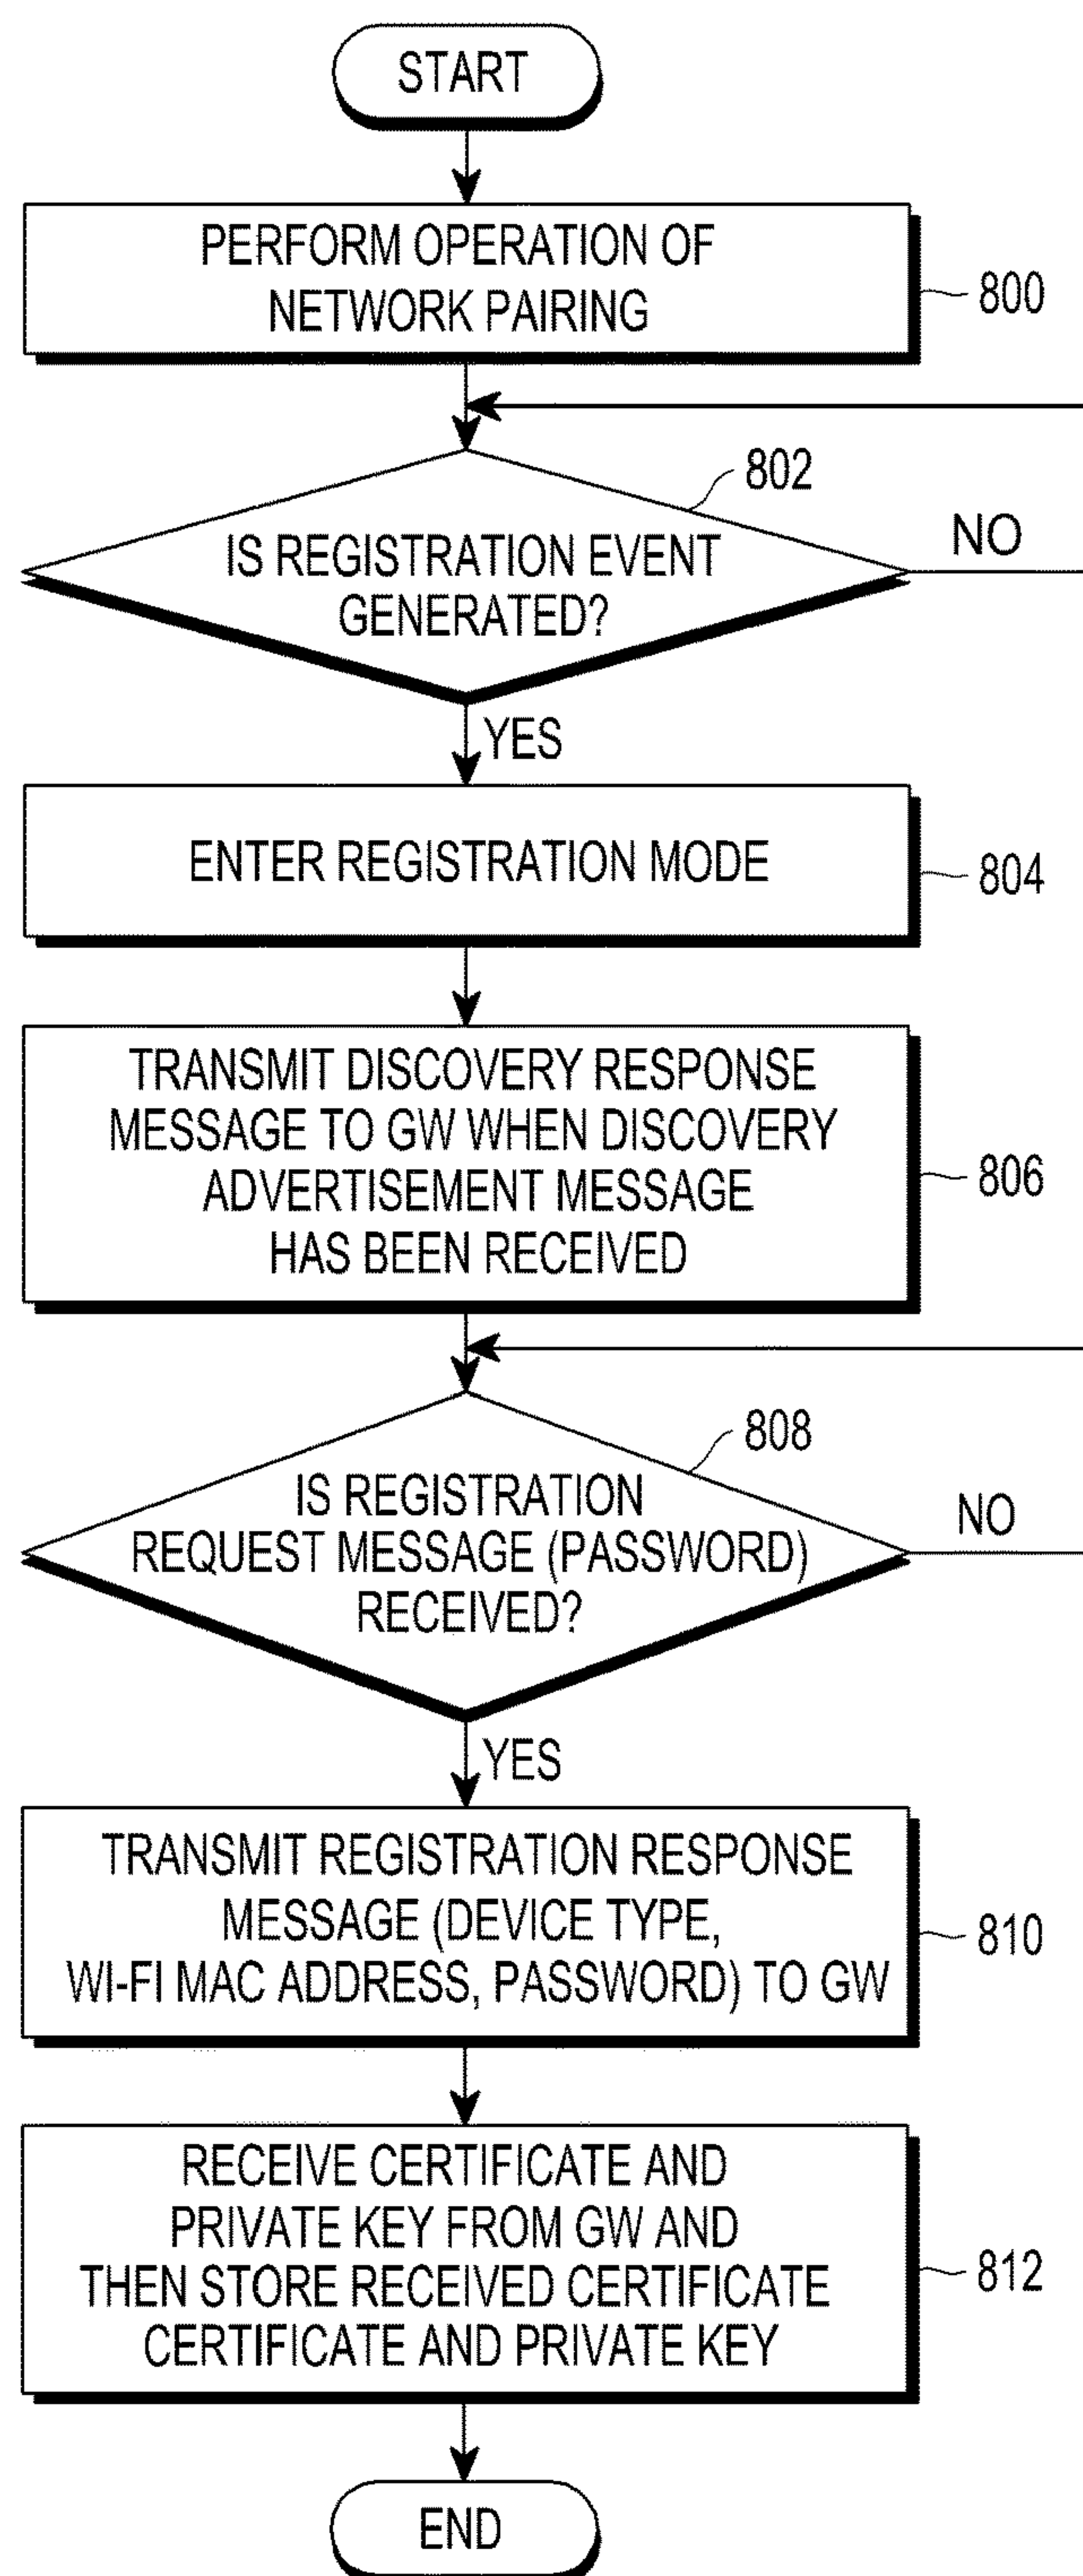 START
PERFORM OPERATION OF
NETWORK PAIRING
800
802
IS REGISTRATION EVENT
GENERATED?
NO
YES
ENTER REGISTRATION MODE
804
TRANSMIT DISCOVERY RESPONSE
MESSAGE TO GW WHEN DISCOVERY
ADVERTISEMENT MESSAGE
HAS BEEN RECEIVED
806
808
IS REGISTRATION
REQUEST MESSAGE (PASSWORD)
RECEIVED?
NO
YES
TRANSMIT REGISTRATION RESPONSE
MESSAGE (DEVICE TYPE,
WI-FI MAC ADDRESS, PASSWORD) TO GW
810
RECEIVE CERTIFICATE AND
PRIVATE KEY FROM GW AND
THEN STORE RECEIVED CERTIFICATE
CERTIFICATE AND PRIVATE KEY
812
END